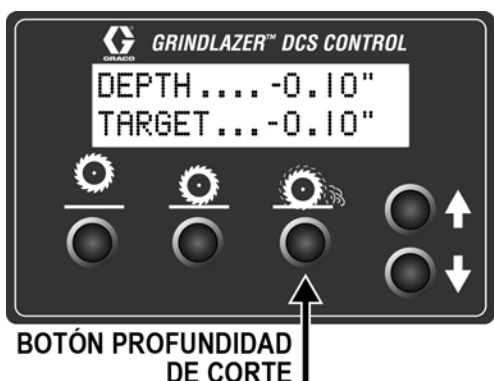 GRACO
GRINDLAZER™ DCS CONTROL
DEPTH....-0.10"
TARGET...-0.10"
BOTÓN PROFUNDIDAD
DE CORTE